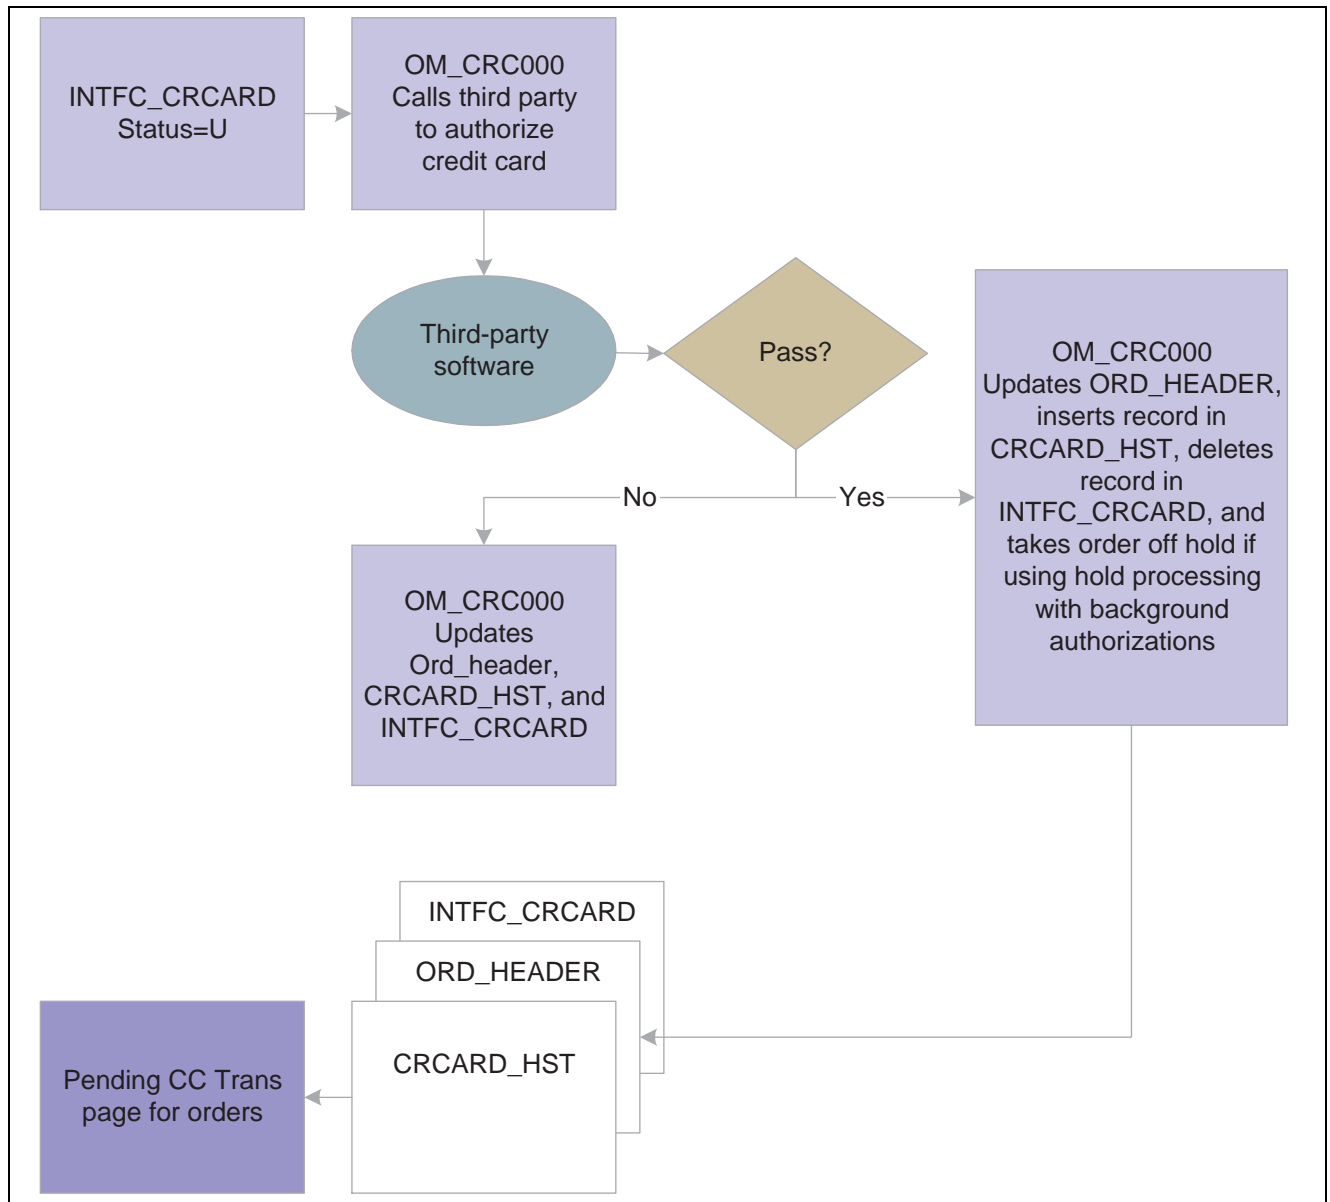 INTFC_CRCARD
Status=U
OM_CRC000
Calls third party
to authorize
credit card
Third-party
software
Pass?
No
Yes
OM_CRC000
Updates ORD_HEADER,
inserts record in
CRCARD_HST, deletes
record in
INTFC_CRCARD, and
takes order off hold if
using hold processing
with background
authorizations
OM_CRC000
Updates
Ord_header,
CRCARD_HST, and
INTFC_CRCARD
INTFC_CRCARD
ORD_HEADER
CRCARD_HST
Pending CC Trans
page for orders